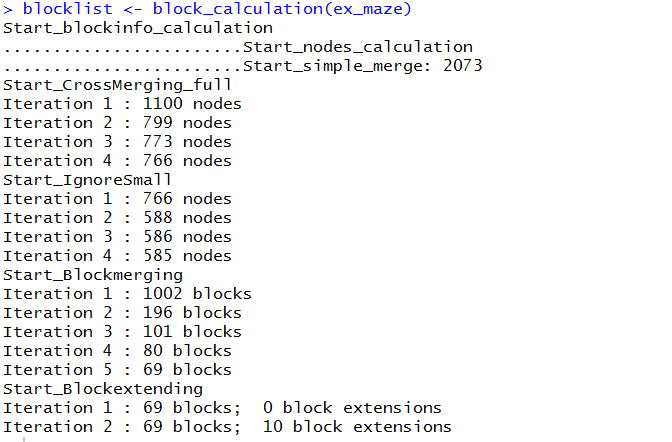 > blocklist <- block_calculation(ex_maze)
Start_blockinfo_calculation
.......................Start_nodes_calculation
.......................Start_simple_merge: 2073
Start_CrossMerging_full
Iteration 1 : 1100 nodes
Iteration 2 : 799 nodes
Iteration 3 : 773 nodes
Iteration 4 : 766 nodes
Start_IgnoreSmall
Iteration 1 : 766 nodes
Iteration 2 : 588 nodes
Iteration 3 : 586 nodes
Iteration 4 : 585 nodes
Start_Blockmerging
Iteration 1 : 1002 blocks
Iteration 2 : 196 blocks
Iteration 3 : 101 blocks
Iteration 4 : 80 blocks
Iteration 5 : 69 blocks
Start_Blockextending
Iteration 1 : 69 blocks;  0 block extensions
Iteration 2 : 69 blocks;  10 block extensions